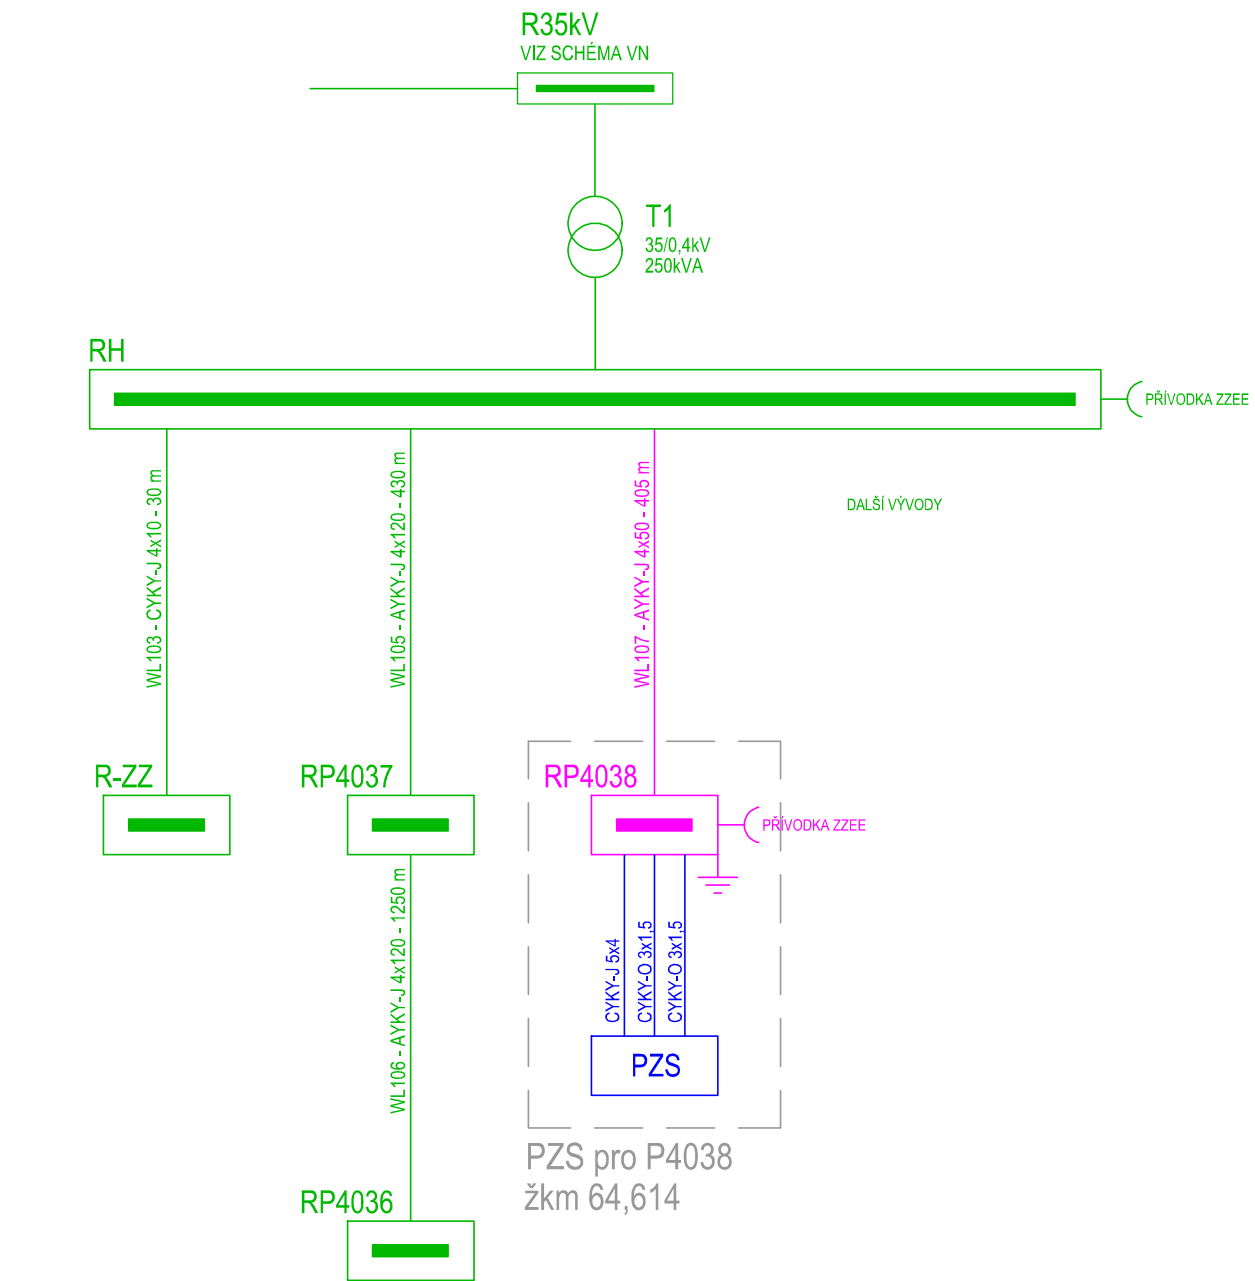 R35kV
VIZ SCHÉMA VN
T1
35/0,4kV
250kVA
RH
PŘÍVODKA ZZEE
WL103 - CYKY-J 4x10 - 30 m
WL105 - AYKY-J 4x120 - 430 m
WL107 - AYKY-J 4x50 - 405 m
DALŠÍ VÝVODY
R-ZZ
RP4037
RP4038
PŘÍVODKA ZZEE
WL106 - AYKY-J 4x120 - 1250 m
CYKY-J 5x4
CYKY-O 3x1,5
CYKY-O 3x1,5
PZS
PZS pro P4038
žkm 64,614
RP4036